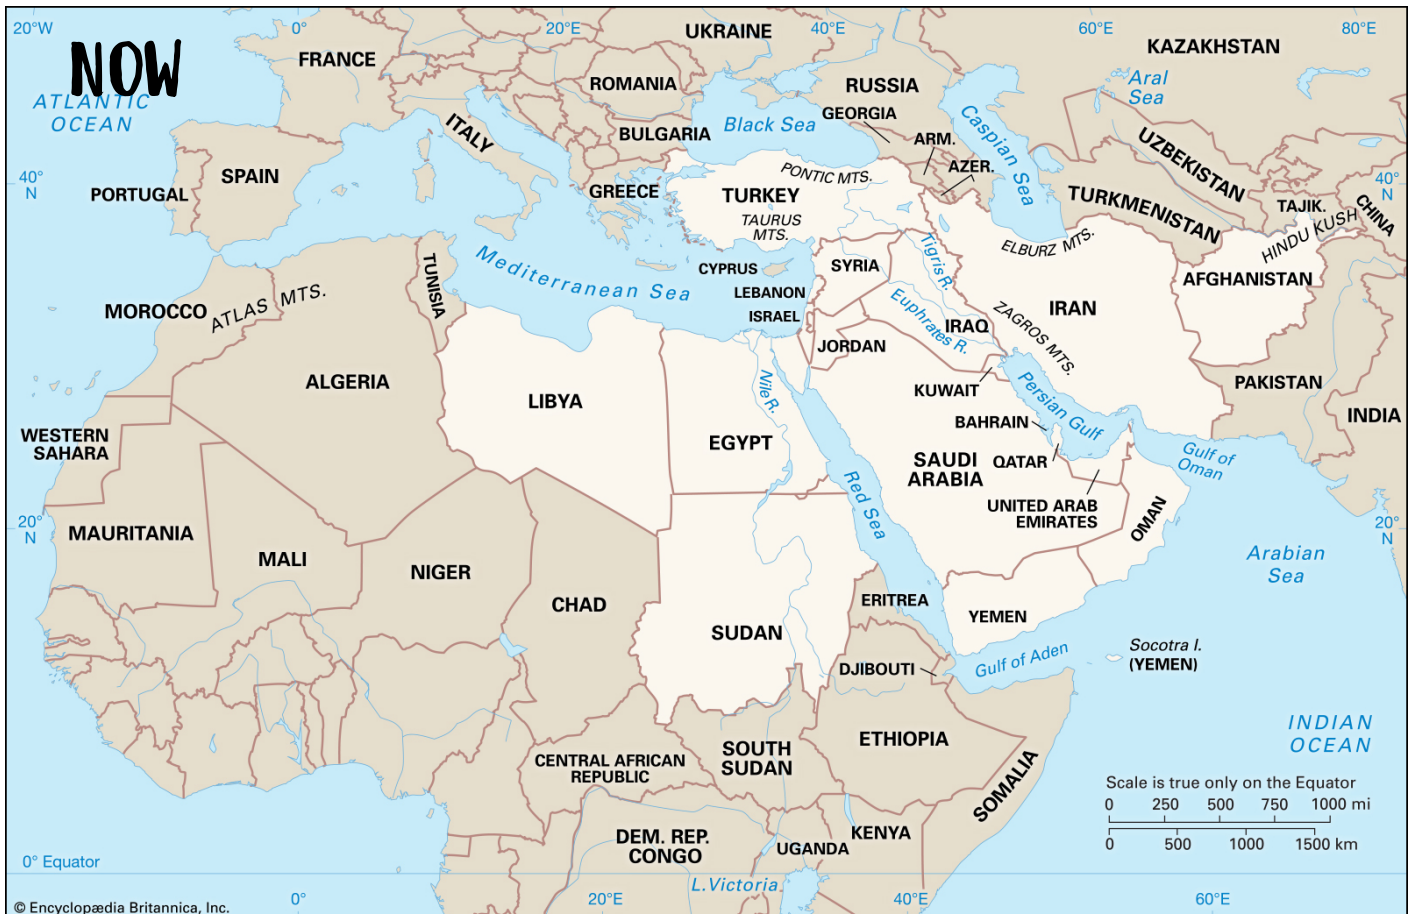 20°W
0°
20°E
40°E
60°E
80°E
NOW
UKRAINE
KAZAKHSTAN
FRANCE
ROMANIA
RUSSIA
Aral
Sea
ATLANTIC
OCEAN
GEORGIA
Caspian Sea
ITALY
BULGARIA
Black Sea
ARM.
UZBEKISTAN
AZER.
40°
N
SPAIN
PORTUGAL
GREECE
TURKEY
PONTIC MTS.
TURKMENISTAN
TAJIK.
CHINA
40°
N
TAURUS
MTS.
HINDU KUSH
ELBURZ MTS.
Mediterranean Sea
CYPRUS
SYRIA
Tigris R.
AFGHANISTAN
TUNISIA
LEBANON
ISRAEL
MOROCCO
ATLAS MTS.
Euphrates R.
IRAQ
ZAGROS MTS.
IRAN
JORDAN
ALGERIA
LIBYA
Nile R.
KUWAIT
Persian Gulf
PAKISTAN
INDIA
BAHRAIN
WESTERN
SAHARA
EGYPT
SAUDI
ARABIA
QATAR
Gulf of
Oman
Red Sea
UNITED ARAB
EMIRATES
OMAN
20°
N
MAURITANIA
MALI
NIGER
20°
N
Arabian
Sea
CHAD
ERITREA
YEMEN
SUDAN
Socotra I.
(YEMEN)
DJIBOUTI
Gulf of Aden
INDIAN
OCEAN
ETHIOPIA
CENTRAL AFRICAN
REPUBLIC
SOUTH
SUDAN
SOMALIA
Scale is true only on the Equator
0 250 500 750 1000 mi
0 500 1000 1500 km
DEM. REP.
CONGO
UGANDA
KENYA
0° Equator
L. Victoria
0°
20°E
40°E
60°E
© Encyclopædia Britannica, Inc.